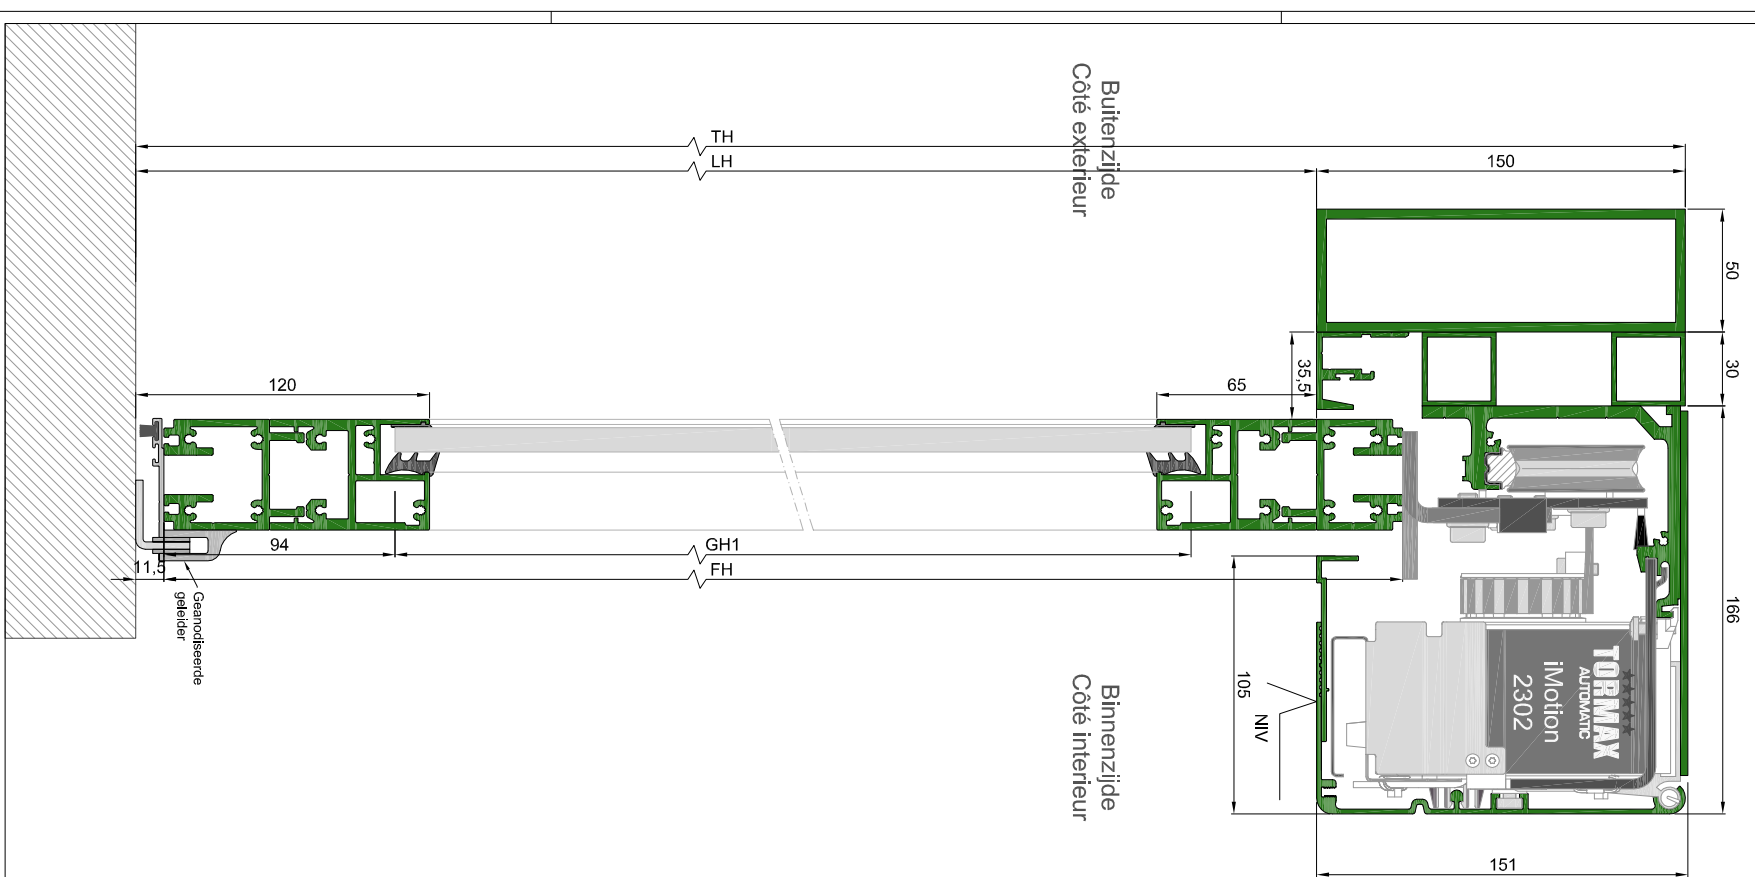 Buitenzijde
Côté exterieur
TH
LH
150
50
30
35,5
120
65
94
GH1
11,5
FH
Geanodiseerde
geleider
166
105
NIV
TORMAX
AUTOMATIC
iMotion
2302
Binnenzijde
Côté interieur
151